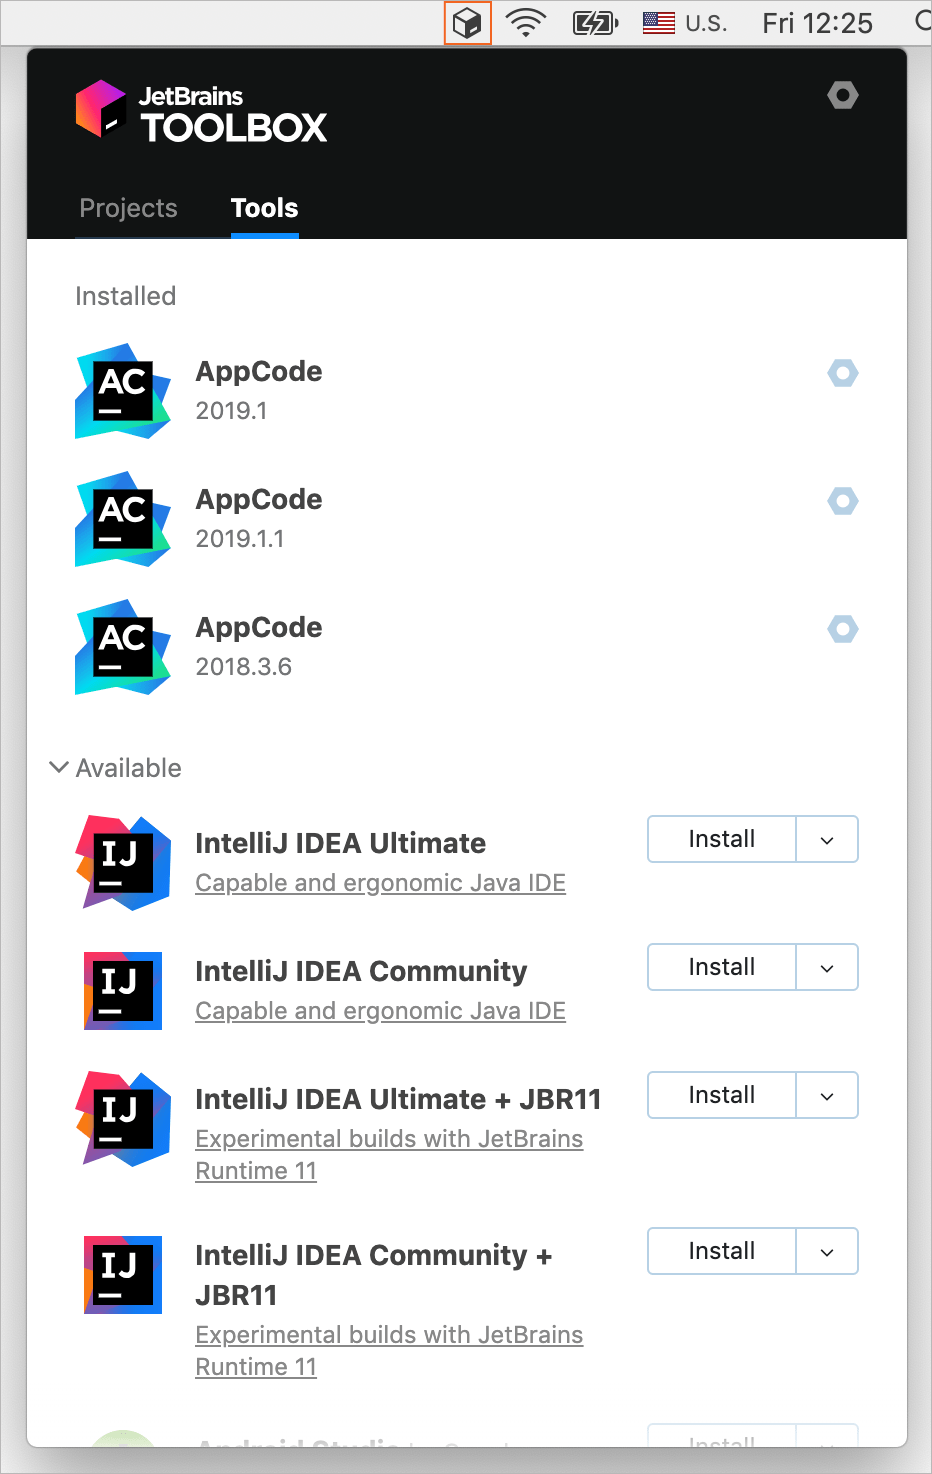 U.S. Fri 12:25
JetBrains
TOOLBOX
Projects Tools
Installed
AC
AppCode
2019.1
AC
AppCode
2019.1.1
AC
AppCode
2018.3.6
Available
IJ
IntelliJ IDEA Ultimate
Install
Capable and ergonomic Java IDE
IJ
IntelliJ IDEA Community
Install
Capable and ergonomic Java IDE
IJ
IntelliJ IDEA Ultimate + JBR11
Install
Experimental builds with JetBrains
Runtime 11
IJ
IntelliJ IDEA Community +
Install
JBR11
Experimental builds with JetBrains
Runtime 11
Android Studio
Install